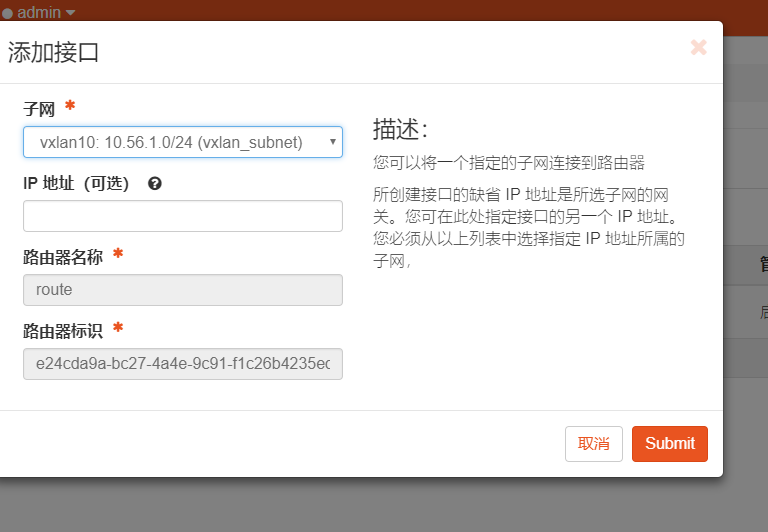 admin
添加接口
子网 *
vxlan10: 10.56.1.0/24 (vxlan_subnet)
IP 地址（可选）
路由器名称 *
route
路由器标识 *
e24cda9a-bc27-4a4e-9c91-f1c26b4235ec
描述：
您可以将一个指定的子网连接到路由器
所创建接口的缺省 IP 地址是所选子网的网
关。您可在此处指定接口的另一个 IP 地址。
您必须从以上列表中选择指定 IP 地址所属的
子网，
取消
Submit